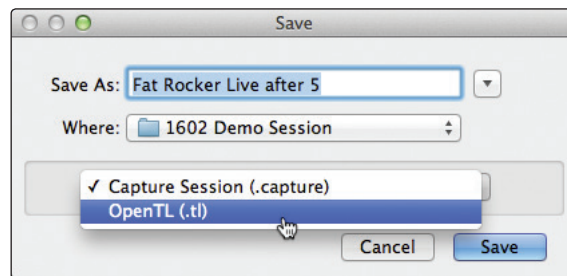 Save
Save As: Fat Rocker Live after 5
Where: 1602 Demo Session
✓ Capture Session (.capture)
OpenTL (.tl)
Cancel Save